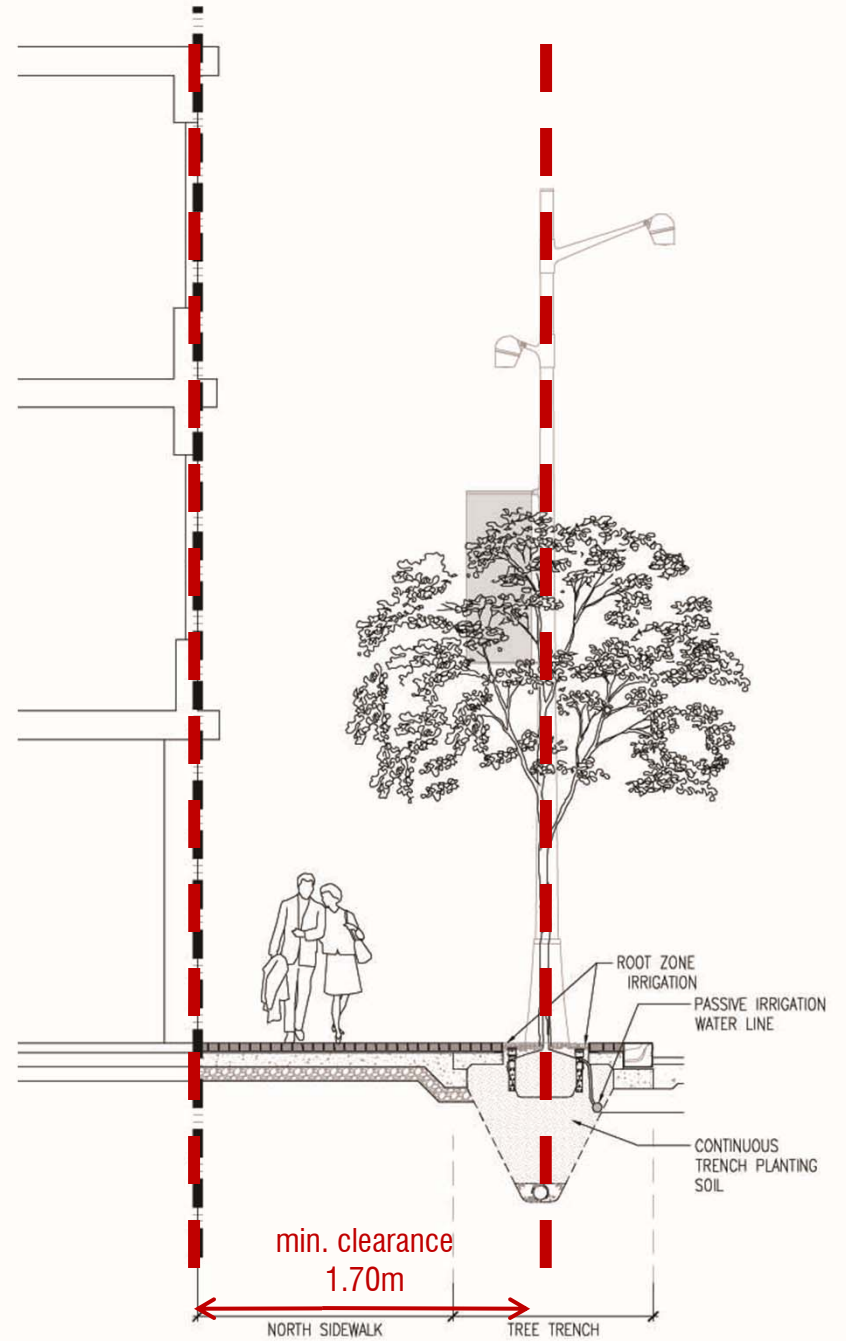 ROOT ZONE
IRRIGATION
PASSIVE IRRIGATION
WATER LINE
CONTINUOUS
TRENCH PLANTING
SOIL
min. clearance
1.70m
NORTH SIDEWALK
TREE TRENCH